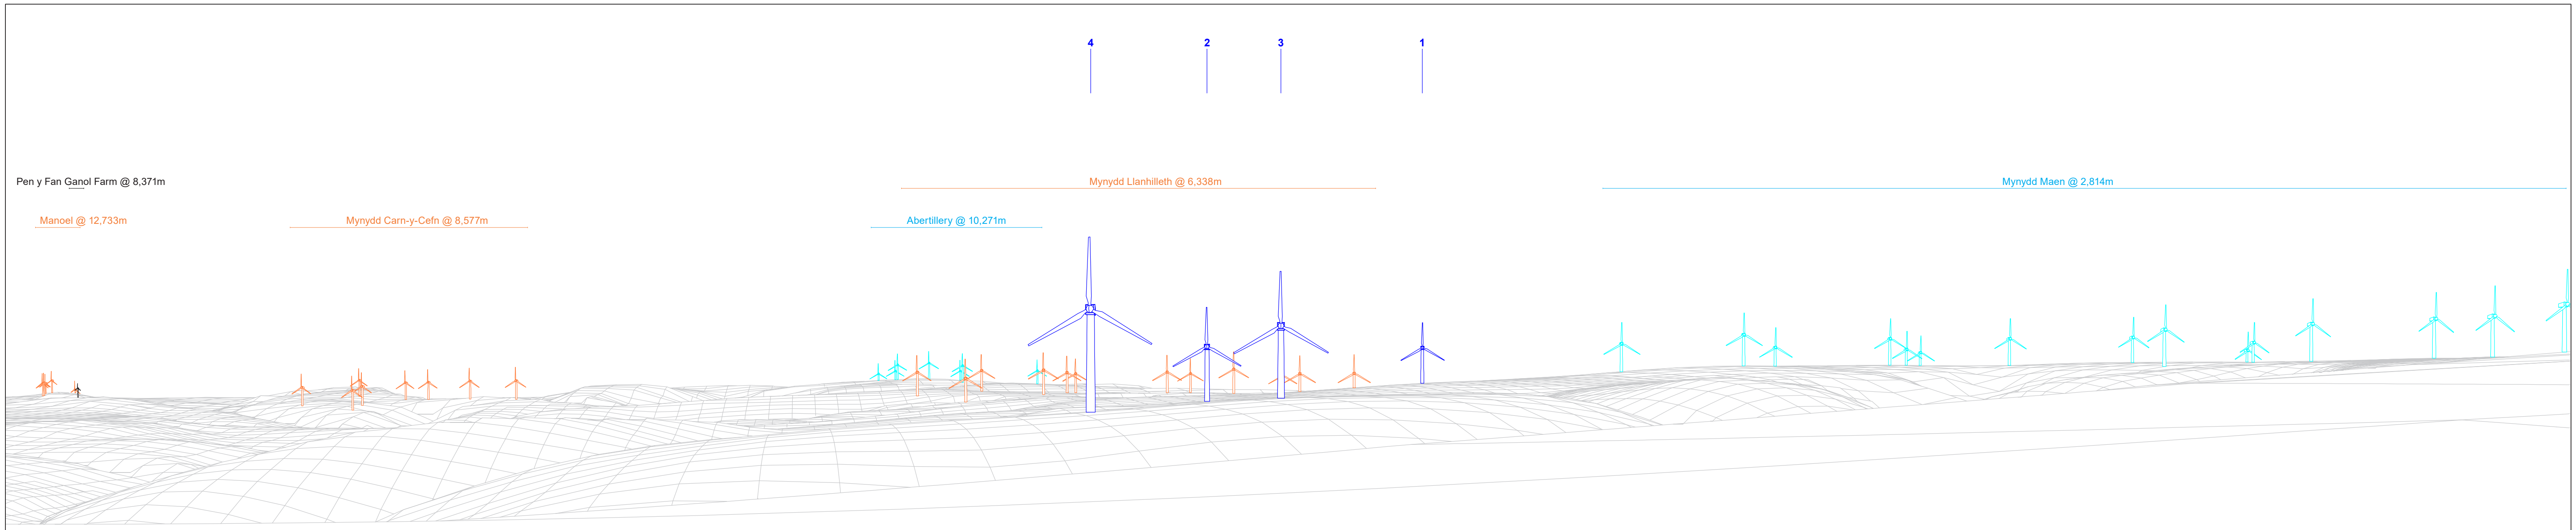 4 2 3 1
Pen y Fan Ganol Farm @ 8,371m
Mynydd Llanhilleth @ 6,338m
Mynydd Maen @ 2,814m
Manoel @ 12,733m
Mynydd Carn-y-Cefn @ 8,577m
Abertillery @ 10,271m